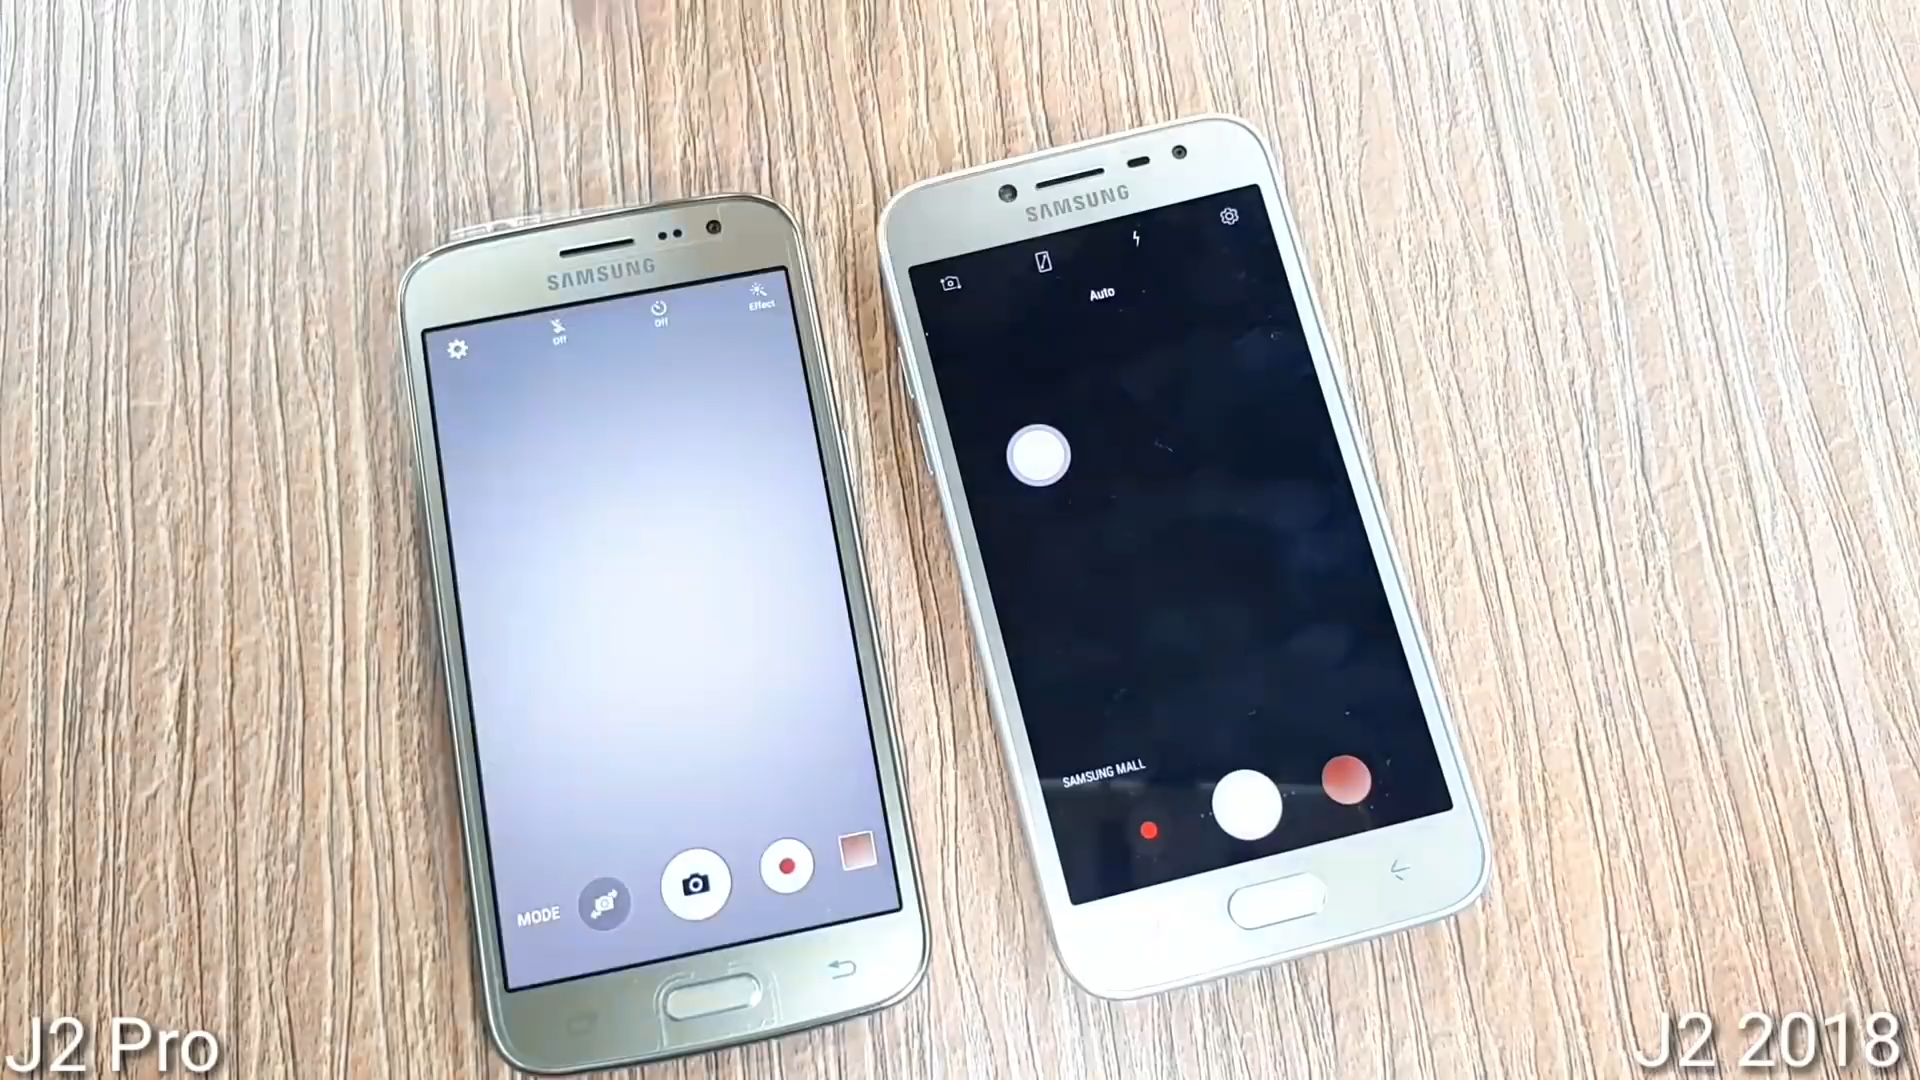 SAMSUNG
Off
Off
Effect
MODE
SAMSUNG
Auto
SAMSUNG MALL
J2 Pro
J2 2018